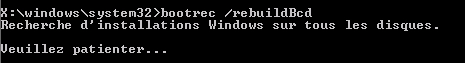 X:\windows\system32>bootrec /rebuildBcd
Recherche d'installations Windows sur tous les disques.
Veuillez patienter...